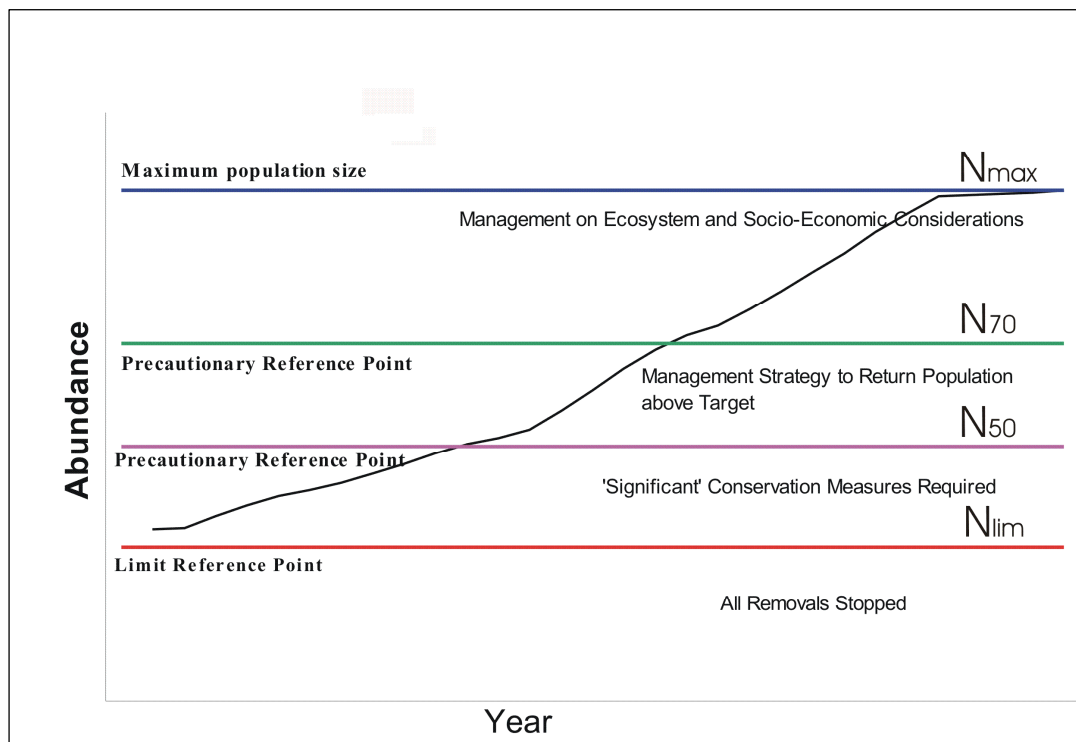 Maximum population size
Nmax
Management on Ecosystem and Socio-Economic Considerations
N70
Precautionary Reference Point
Management Strategy to Return Population
above Target
N50
Precautionary Reference Point
'Significant' Conservation Measures Required
Nlim
Limit Reference Point
All Removals Stopped
Abundance
Year